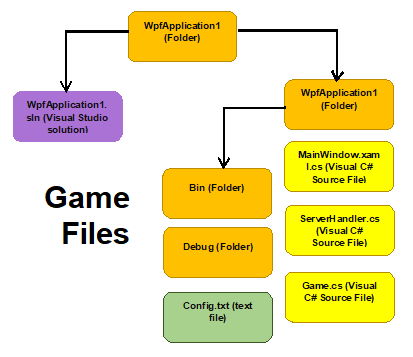 WpfApplication1
(Folder)
WpfApplication1.
sln (Visual Studio
solution)
WpfApplication1
(Folder)
MainWindow.xam
l.cs (Visual C#
Source File)
Bin (Folder)
Game
Files
ServerHandler.cs
(Visual C#
Source File)
Debug (Folder)
Game.cs (Visual
C# Source File)
Config.txt (text
file)